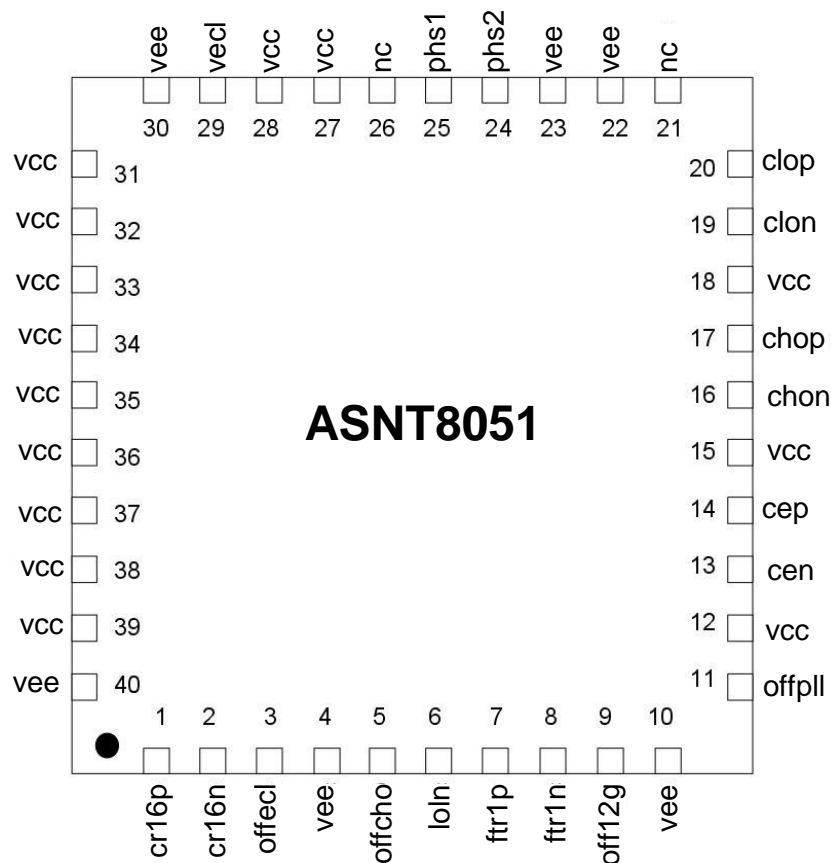 vee vecl vcc vcc nc phs1 phs2 vee vee nc
30 29 28 27 26 25 24 23 22 21
vcc 31 20 clop
vcc 32 19 clon
vcc 33 18 vcc
vcc 34 17 chop
vcc 35 16 chon
ASNT8051
vcc 36 15 vcc
vcc 37 14 cep
vcc 38 13 cen
vcc 39 12 vcc
vee 40 11 offpll
1 2 3 4 5 6 7 8 9 10
cr16p cr16n offecl vee offcho loln ftr1p ftr1n off12g vee